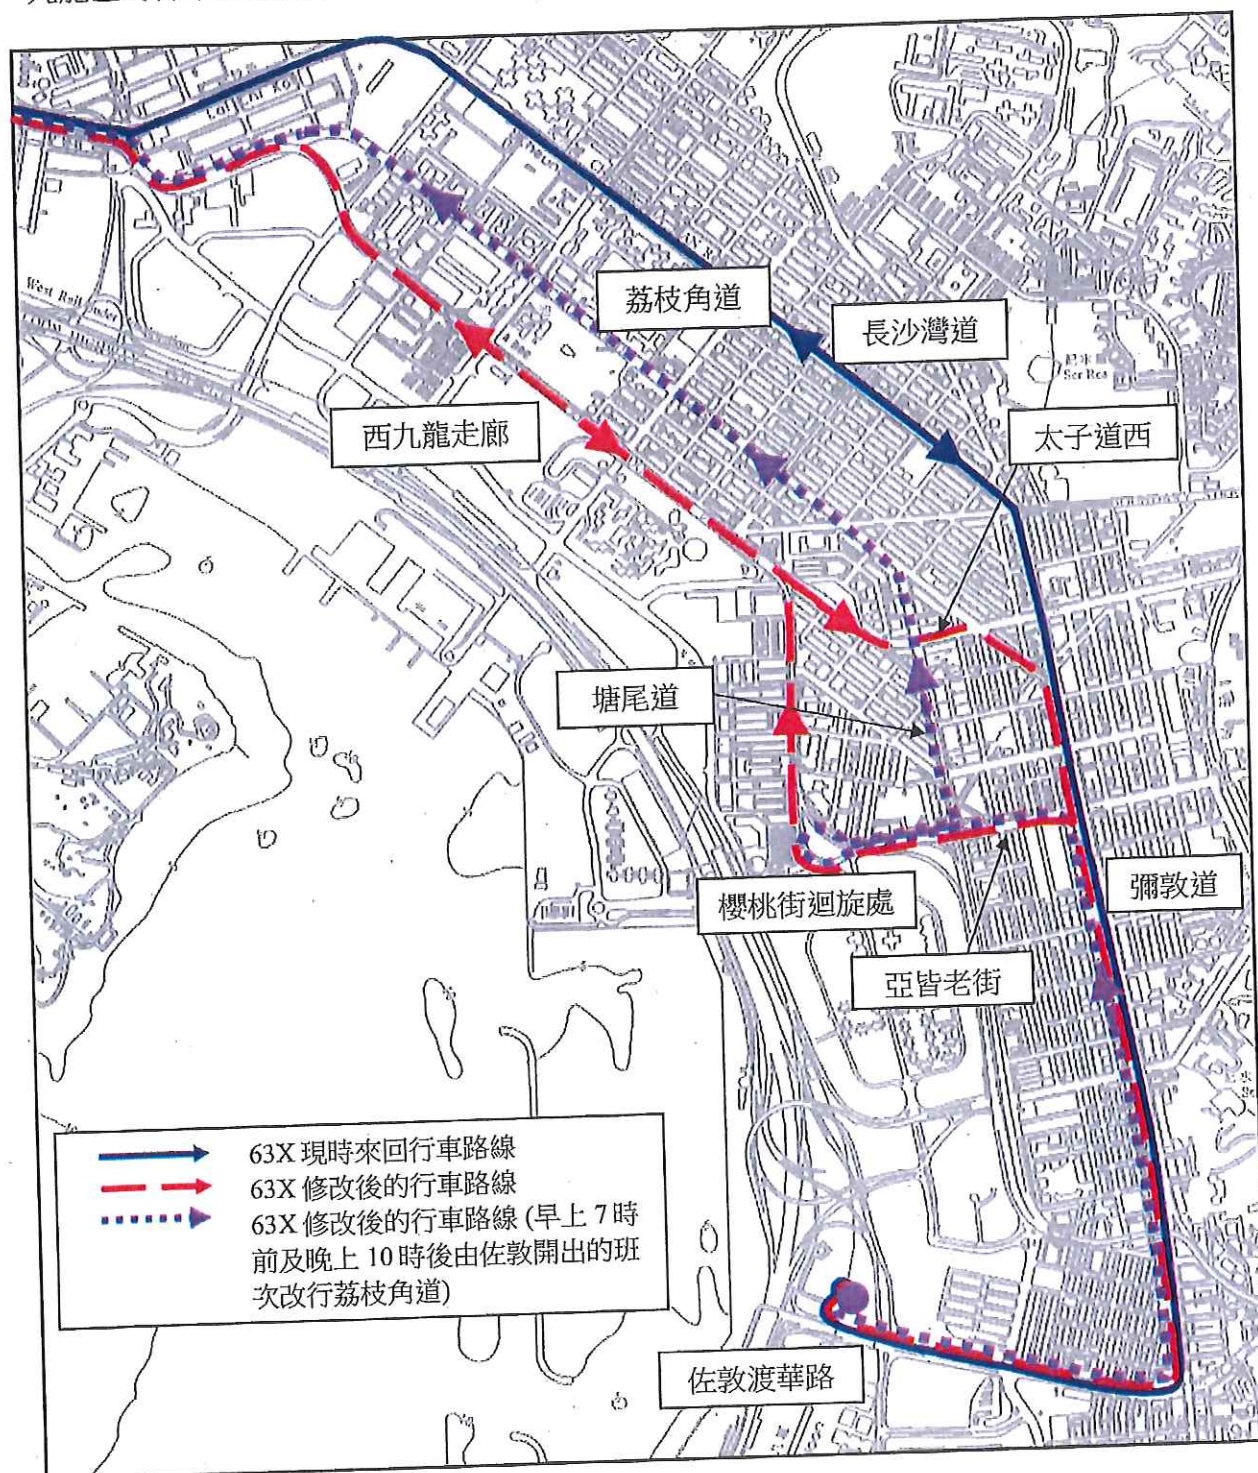 荔枝角道
長沙灣道
太子道西
西九龍走廊
塘尾道
彌敦道
櫻桃街迴旋處
亞皆老街
63X 現時來回行車路線
63X 修改後的行車路線
63X 修改後的行車路線 (早上 7 時
前及晚上 10 時後由佐敦開出的班
次改行荔枝角道)
佐敦渡華路
West Rail
Ser Res